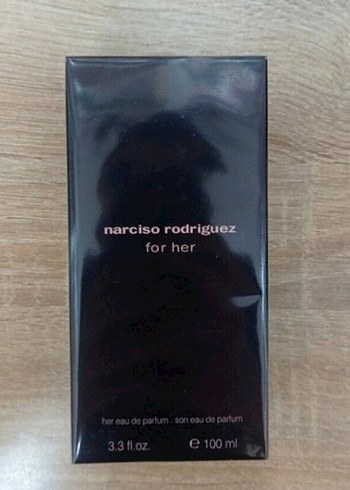 narciso rodriguez
for her
her eau de parfum . son eau de parfum
3.3 fl.oz. ℮ 100 ml